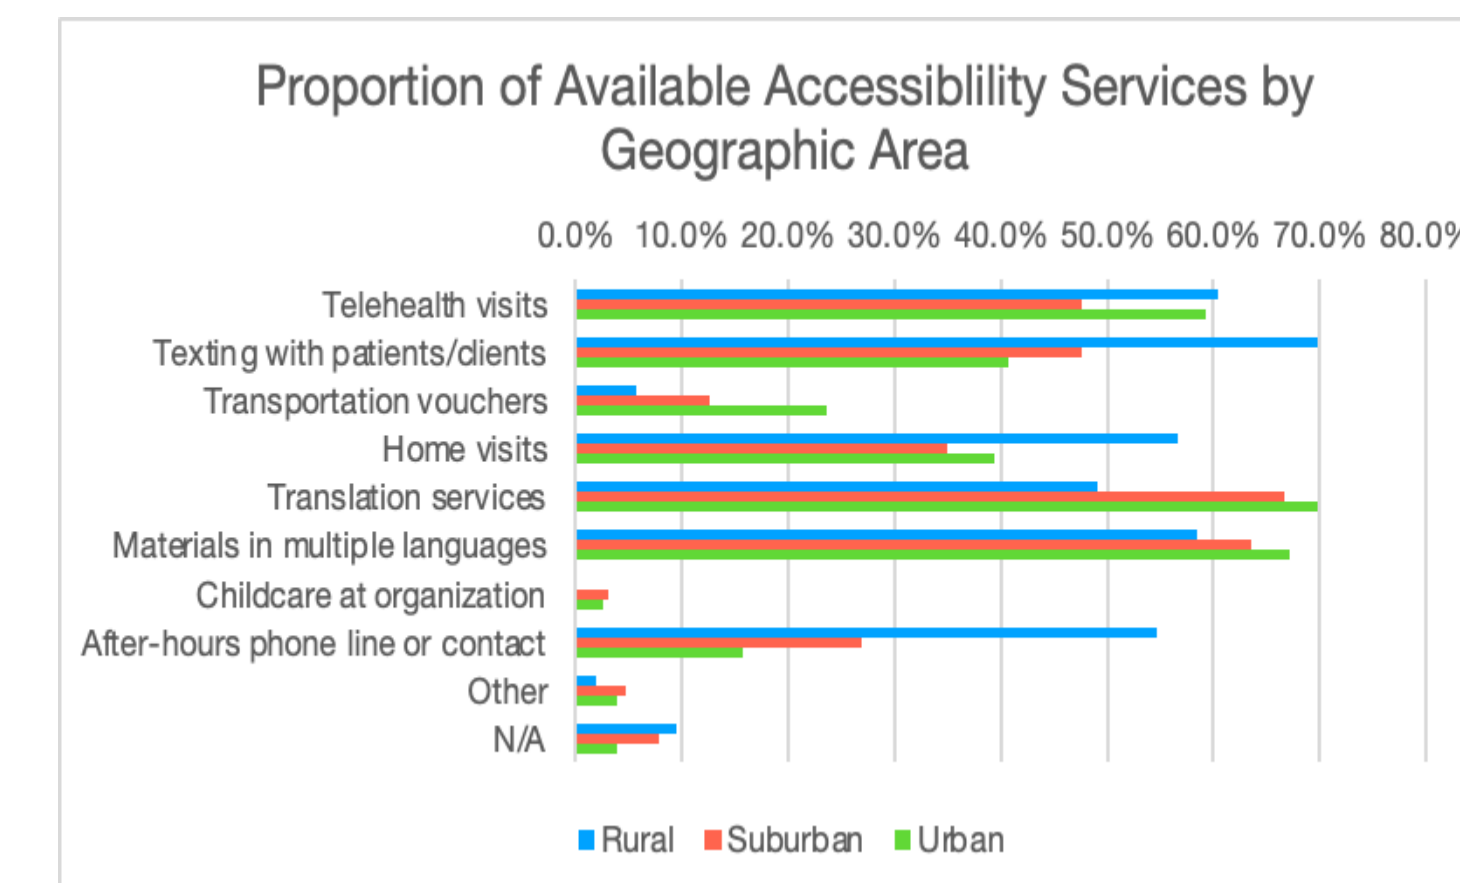 Proportion of Available Accessiblility Services by
Geographic Area
0.0% 10.0% 20.0% 30.0% 40.0% 50.0% 60.0% 70.0% 80.0%
Telehealth visits
Texting with patients/clients
Transportation vouchers
Home visits
Translation services
Materials in multiple languages
Childcare at organization
After-hours phone line or contact
Other
N/A
Rural Suburban Urban